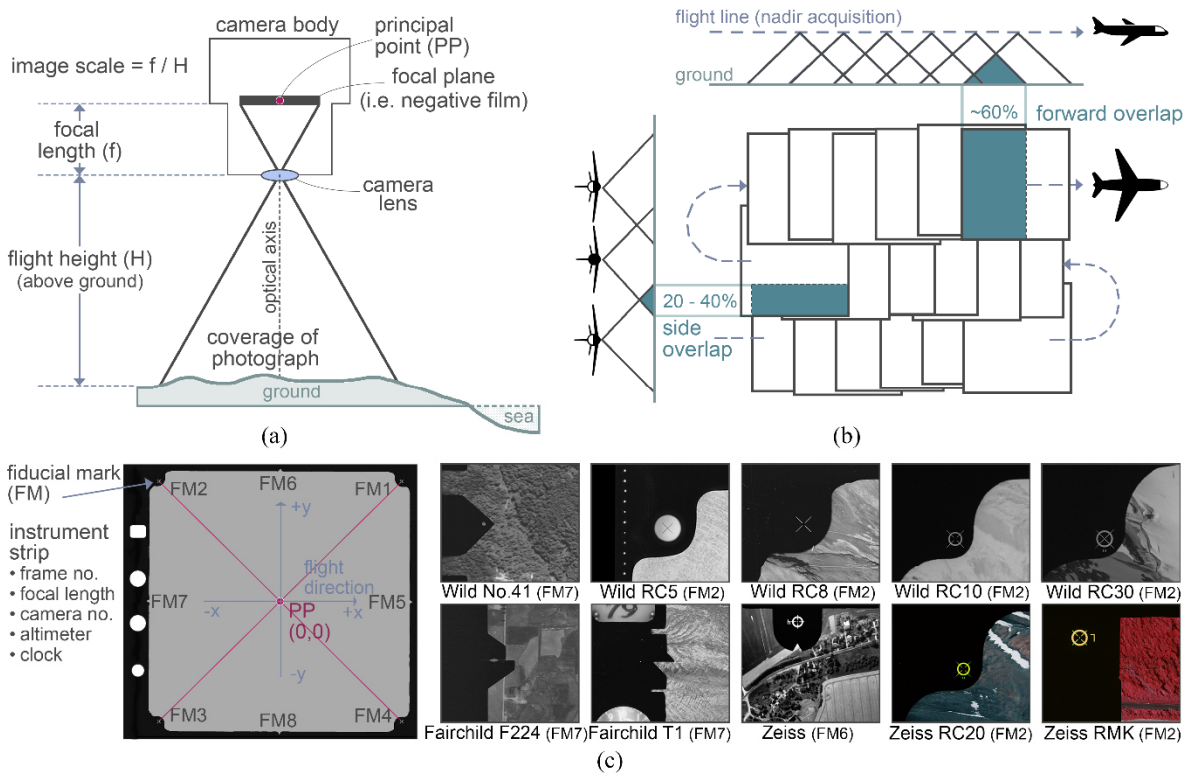 camera body
principal
point (PP)
image scale = f / H
focal plane
(i.e. negative film)
focal
length (f)
camera
lens
flight height (H)
(above ground)
optical axis
coverage of
photograph
ground
sea
(a)
flight line (nadir acquisition)
ground
~60%
forward overlap
20 - 40%
side
overlap
(b)
fiducial mark
(FM)
instrument
strip
• frame no.
• focal length
• camera no.
• altimeter
• clock
FM2
FM6
FM1
+y
flight
direction
FM7
-x
+x
FM5
PP
(0,0)
-y
FM3
FM8
FM4
Wild No.41 (FM7)
Wild RC5 (FM2)
Wild RC8 (FM2)
Wild RC10 (FM2)
Wild RC30 (FM2)
79
Fairchild F224 (FM7)
Fairchild T1 (FM7)
Zeiss (FM6)
Zeiss RC20 (FM2)
Zeiss RMK (FM2)
(c)